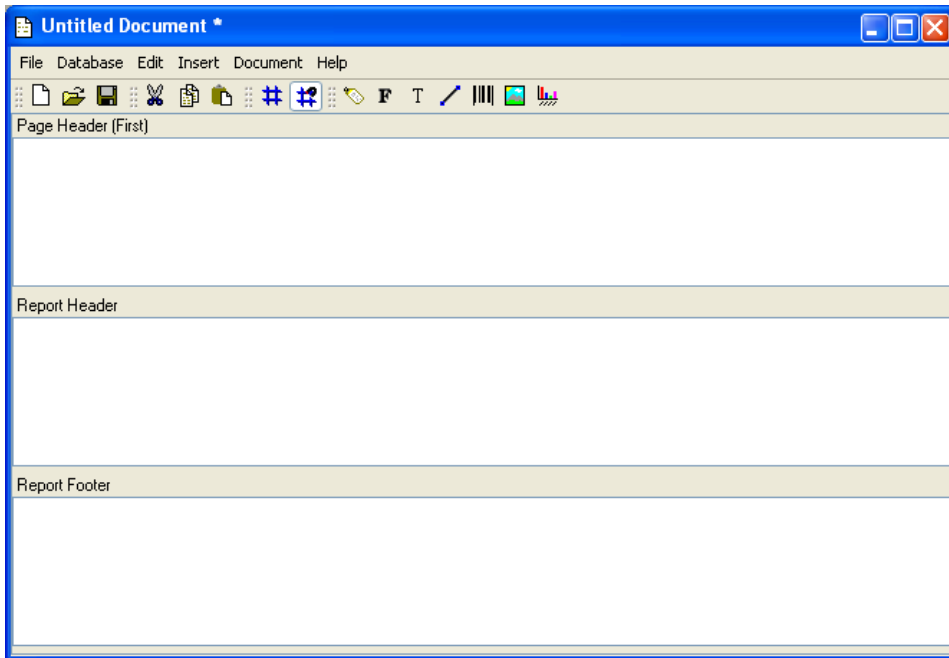 Untitled Document *
File Database Edit Insert Document Help
F T
Page Header (First)
Report Header
Report Footer